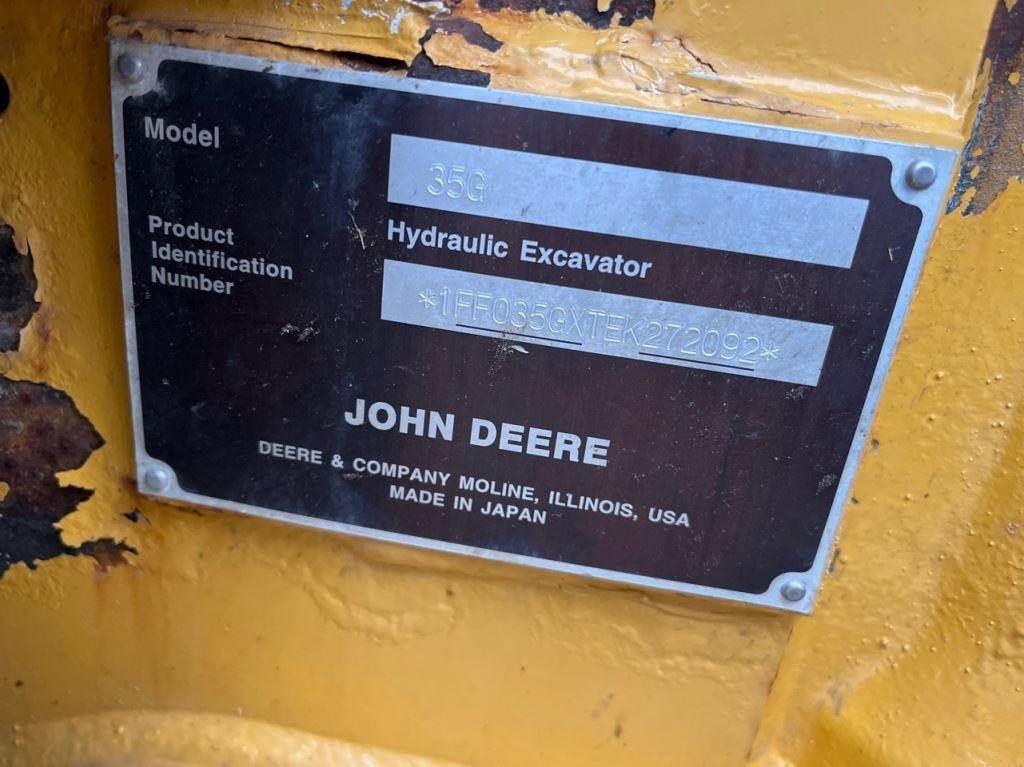 Model
35G
Hydraulic Excavator
Product
Identification
Number
*1FF035GXTEK272092*
JOHN DEERE
DEERE & COMPANY MOLINE, ILLINOIS, USA
MADE IN JAPAN